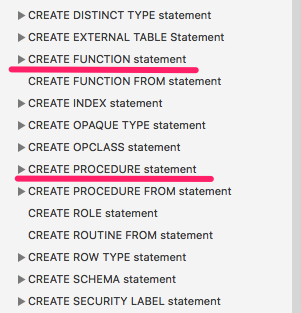 CREATE DISTINCT TYPE statement
CREATE EXTERNAL TABLE Statement
CREATE FUNCTION statement
CREATE FUNCTION FROM statement
CREATE INDEX statement
CREATE OPAQUE TYPE statement
CREATE OPCLASS statement
CREATE PROCEDURE statement
CREATE PROCEDURE FROM statement
CREATE ROLE statement
CREATE ROUTINE FROM statement
CREATE ROW TYPE statement
CREATE SCHEMA statement
CREATE SECURITY LABEL statement